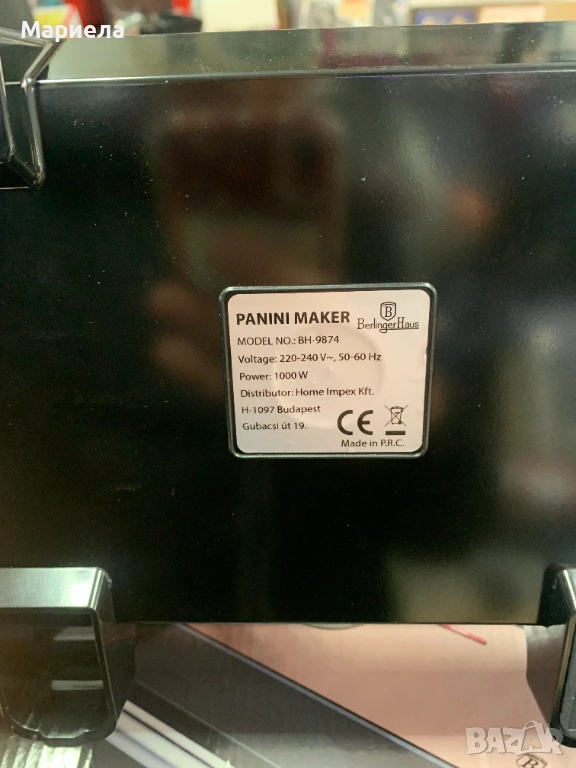 Мариела
PANINI MAKER
B
BerlingerHaus
MODEL NO.: BH-9874
Voltage: 220-240 V~, 50-60 Hz
Power: 1000 W
Distributor: Home Impex Kft.
H-1097 Budapest
Gubacsi út 19.
CE
Made in P.R.C.
BAZAR
B